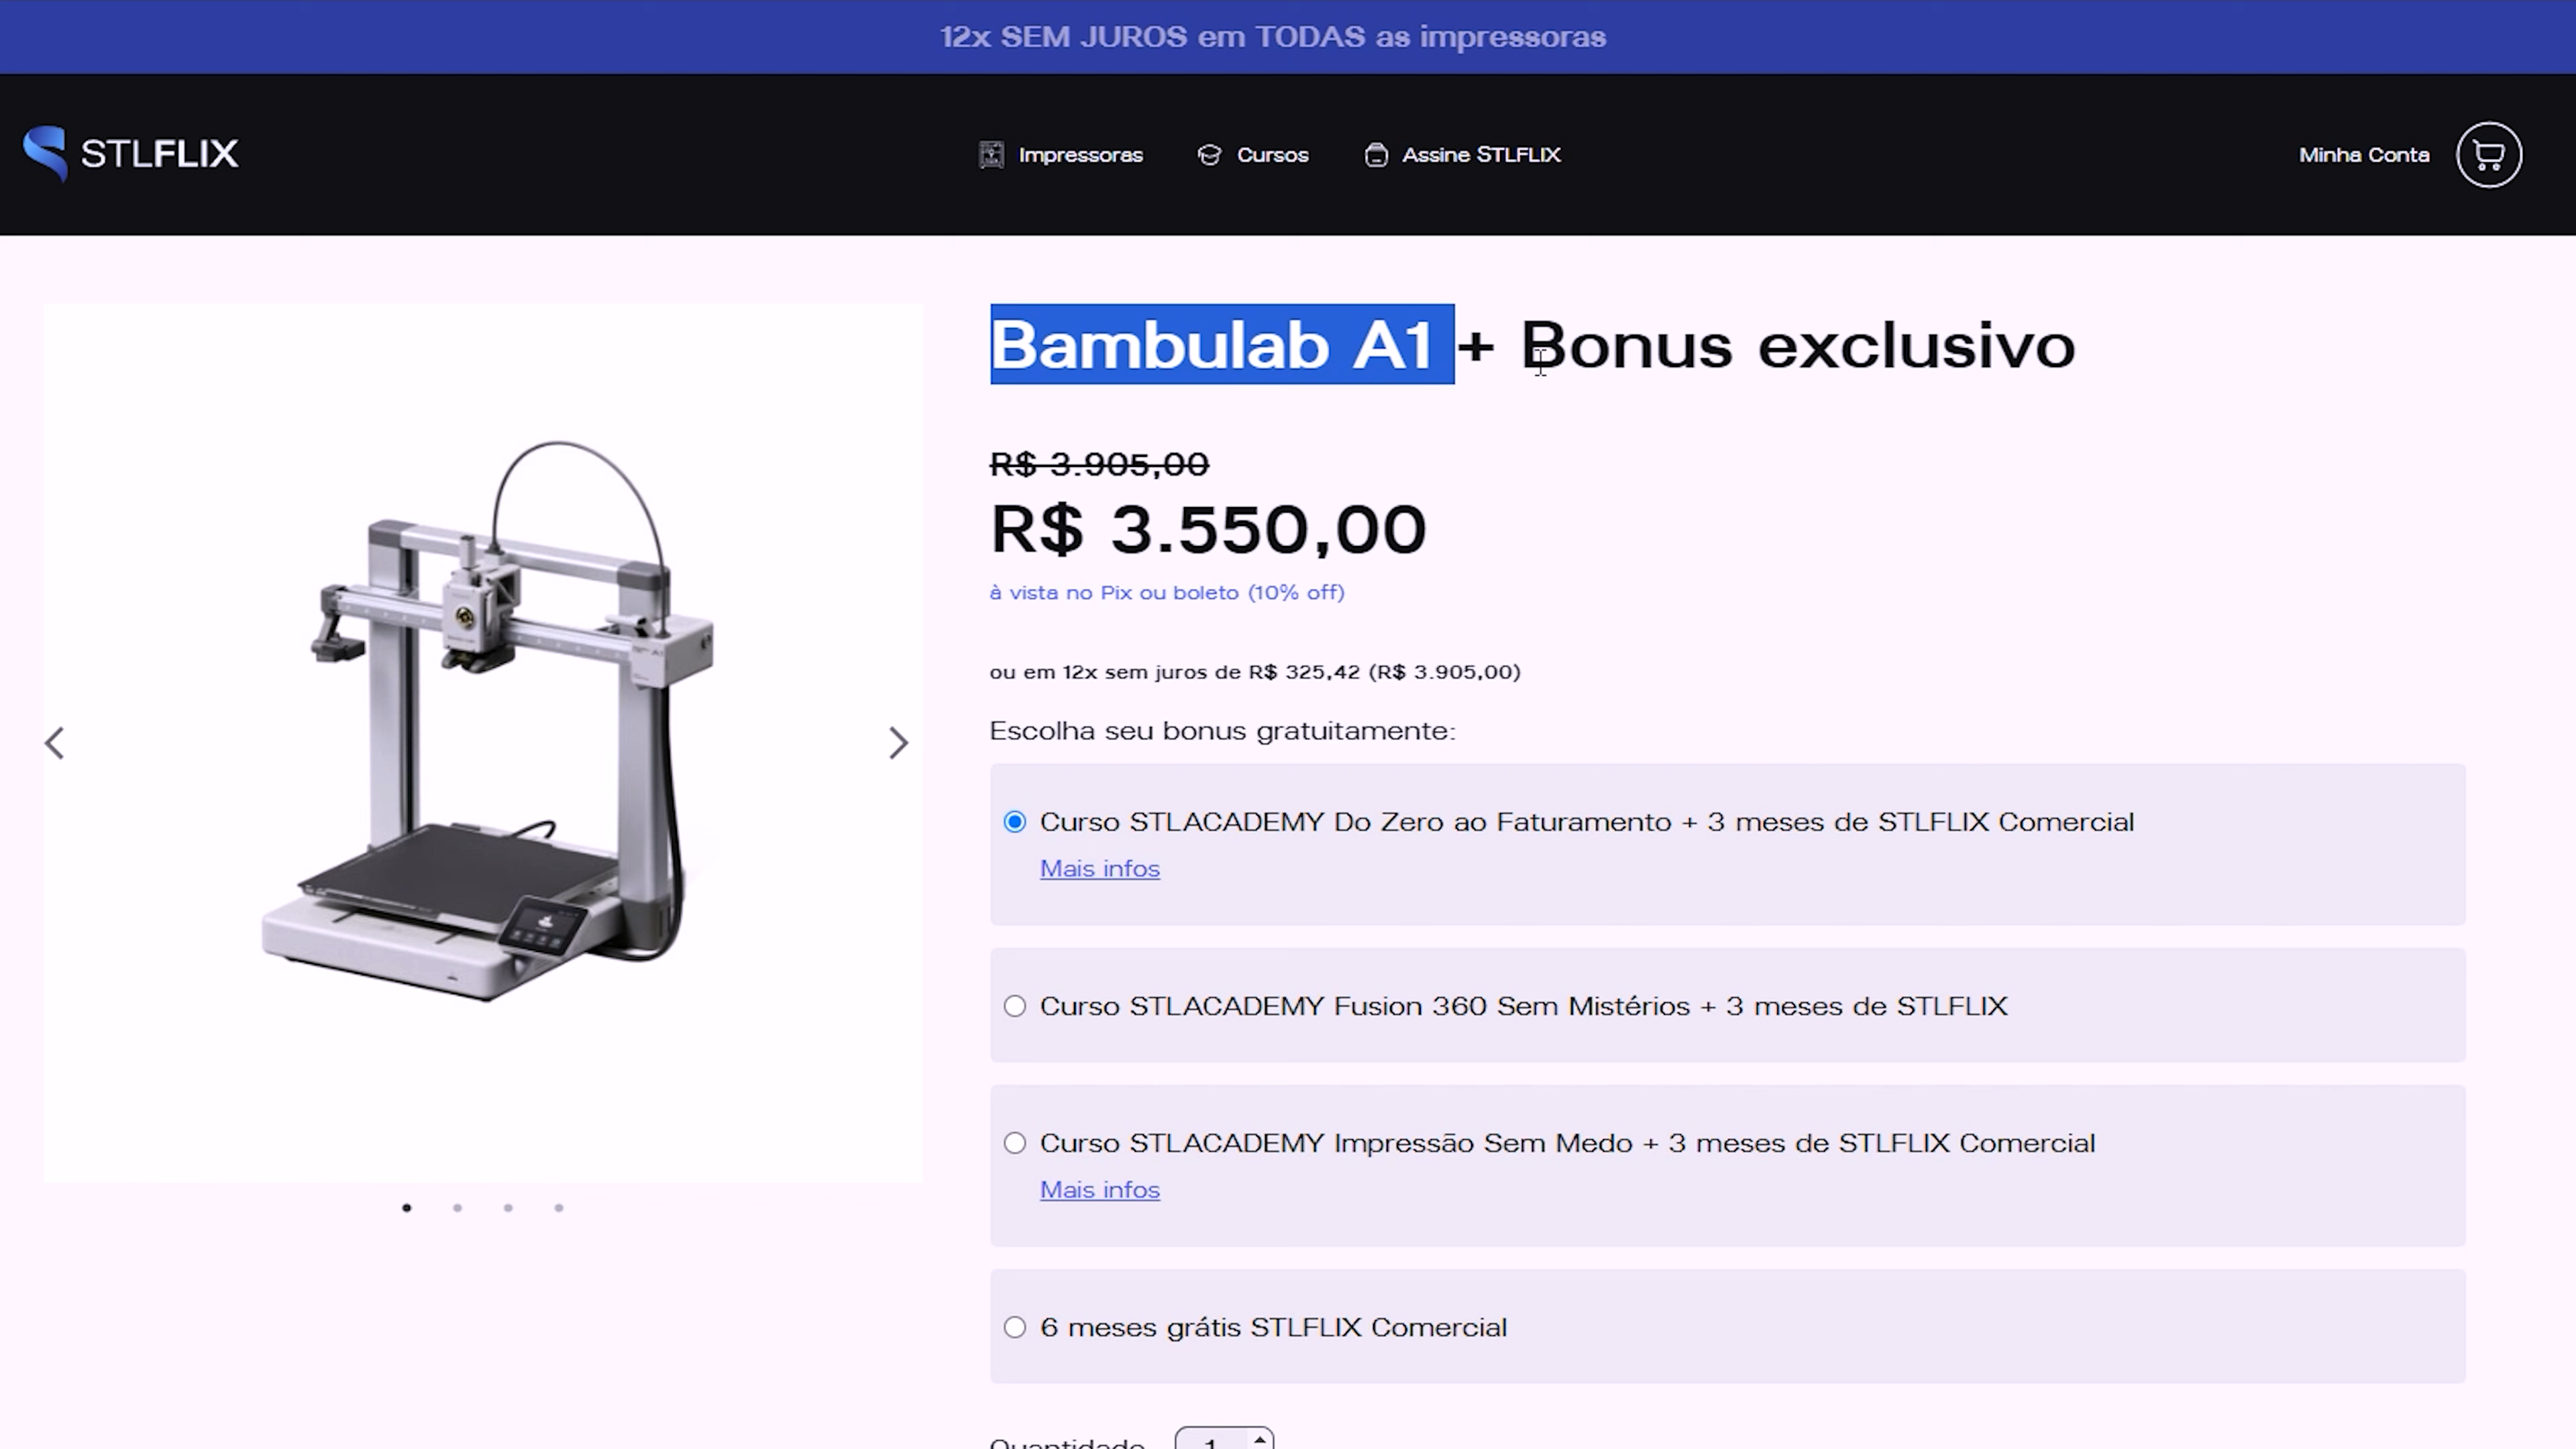 12x SEM JUROS em TODAS as impressoras
STLFLIX
Impressoras
Cursos
Assine STLFLIX
Minha Conta
Bambulab A1 + Bonus exclusivo
R$ 3.905,00
R$ 3.550,00
à vista no Pix ou boleto (10% off)
ou em 12x sem juros de R$ 325,42 (R$ 3.905,00)
Escolha seu bonus gratuitamente:
Curso STLACADEMY Do Zero ao Faturamento + 3 meses de STLFLIX Comercial
Mais infos
Curso STLACADEMY Fusion 360 Sem Mistérios + 3 meses de STLFLIX
Curso STLACADEMY Impressão Sem Medo + 3 meses de STLFLIX Comercial
Mais infos
6 meses grátis STLFLIX Comercial
Quantidade 1